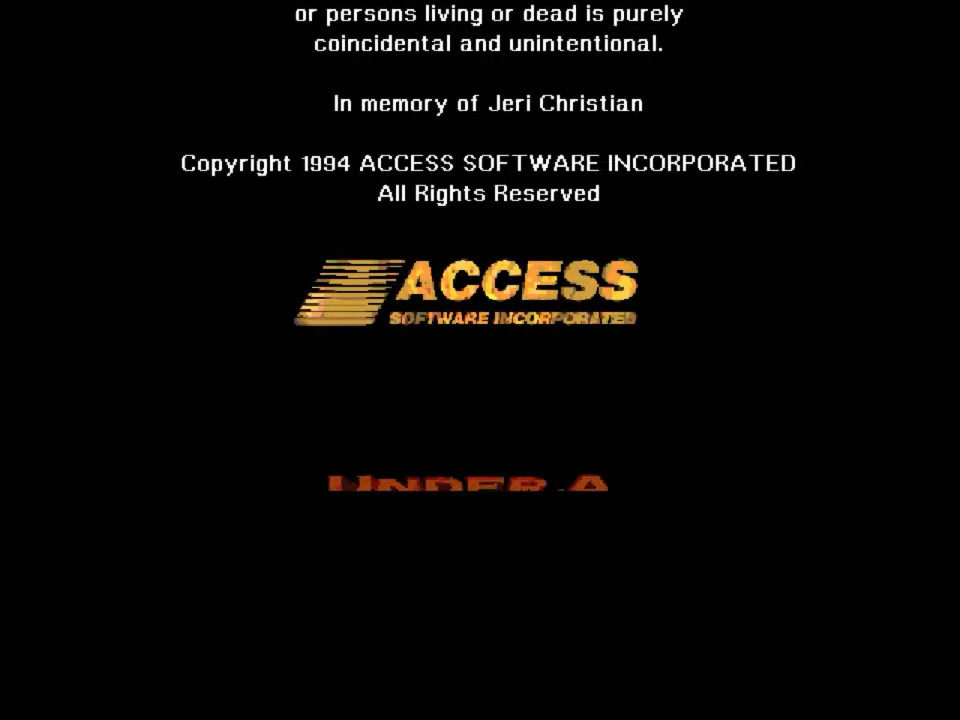 or persons living or dead is purely
coincidental and unintentional.
In memory of Jeri Christian
Copyright 1994 ACCESS SOFTWARE INCORPORATED
All Rights Reserved
ACCESS
SOFTWARE INCORPORATED
UNDER A